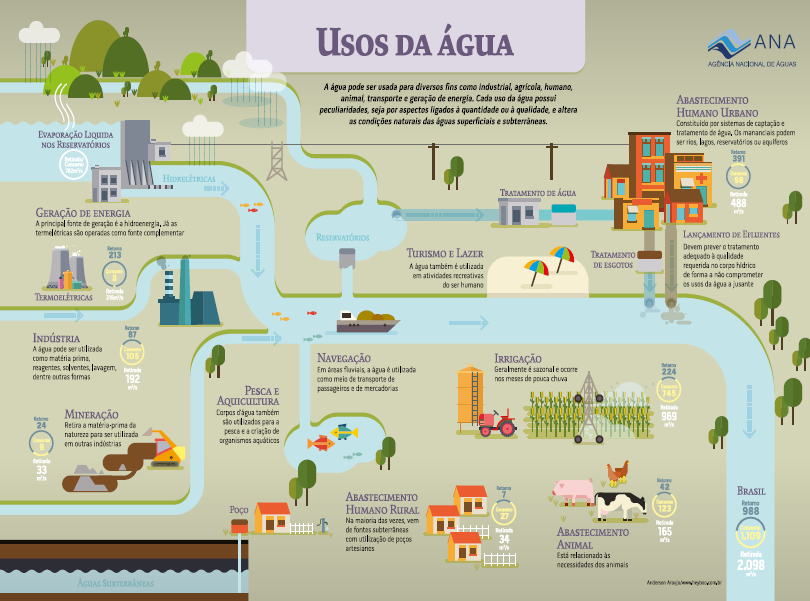 USOS DA ÁGUA
ANA
AGÊNCIA NACIONAL DE ÁGUAS
A água pode ser usada para diversos fins como industrial, agrícola, humano,
animal, transporte e geração de energia. Cada uso da água possui
peculiaridades, seja por aspectos ligados à quantidade ou à qualidade, e altera
as condições naturais das águas superficiais e subterrâneas.
EVAPORAÇÃO LIQUIDA
NOS RESERVATÓRIOS
HIDRELÉTRICAS
GERAÇÃO DE ENERGIA
A principal fonte de geração é a hidroenergia. Já as
termelétricas são operadas como fonte complementar
Retorno
213
Consumo
TERMOELÉTRICAS
ABASTECIMENTO
HUMANO URBANO
Constituído por sistemas de captação e
tratamento de água. Os mananciais podem
ser rios, lagos, reservatórios ou aquíferos
Retorno
391
Consumo
98
Retirada
488
m³/s
TRATAMENTO DE ÁGUA
RESERVATÓRIOS
TURISMO E LAZER
A água também é utilizada
em atividades recreativas
do ser humano
TRATAMENTO
DE ESGOTOS
LANÇAMENTO DE EFLUENTES
Devem prever o tratamento
adequado à qualidade
requerida no corpo hídrico
de forma a não comprometer
os usos da água a jusante
INDÚSTRIA
A água pode ser utilizada
como matéria prima,
reagentes, solventes, lavagem,
dentre outras formas
Retorno
87
Consumo
105
Retirada
192
m³/s
NAVEGAÇÃO
Em áreas fluviais, a água é utilizada
como meio de transporte de
passageiros e de mercadorias
IRRIGAÇÃO
Geralmente é sazonal e ocorre
nos meses de pouca chuva
Retorno
224
Consumo
745
Retirada
969
m³/s
PESCA E
AQUICULTURA
Corpos d'água também
são utilizados para a
pesca e a criação de
organismos aquáticos
MINERAÇÃO
Retira a matéria-prima da
natureza para ser utilizada
em outras indústrias
Retorno
24
Consumo
Retirada
33
m³/s
POÇO
ÁGUAS SUBTERRÂNEAS
ABASTECIMENTO
HUMANO RURAL
Na maioria das vezes, vem
de fontes subterrâneas
com utilização de poços
artesianos
Retorno
7
Consumo
27
Retirada
34
m³/s
ABASTECIMENTO
ANIMAL
Está relacionado às
necessidades dos animais
Retorno
42
Consumo
123
Retirada
165
m³/s
BRASIL
Retorno
988
Consumo
1.109
Retirada
2.098
m³/s
Anderson Araujo/www.heyboo.com.br